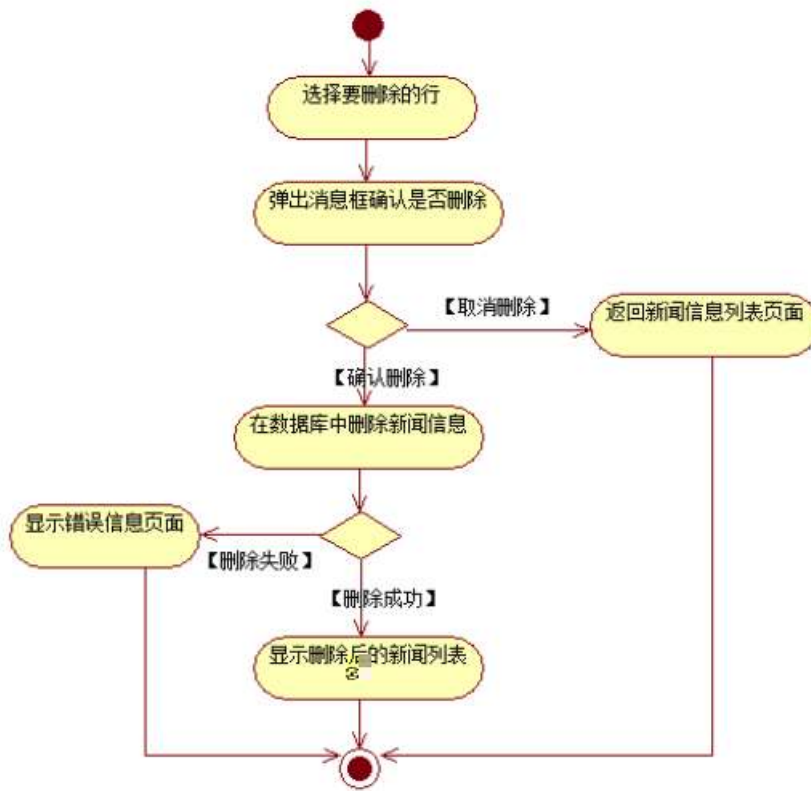 选择要删除的行
弹出消息框确认是否删除
【取消删除】
返回新闻信息列表页面
【确认删除】
在数据库中删除新闻信息
显示错误信息页面
【删除失败】
【删除成功】
显示删除后的新闻列表